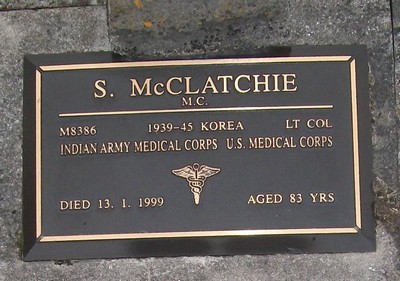 S. McCLATCHIE
M.C.
M8386 1939-45 KOREA LT COL
INDIAN ARMY MEDICAL CORPS U.S. MEDICAL CORPS
DIED 13. 1. 1999 AGED 83 YRS